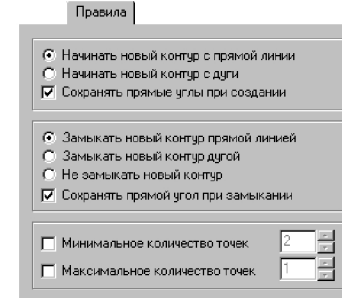 Правила
Начинать новый контур с прямой линии
Начинать новый контур с дуги
Сохранять прямые углы при создании
Замыкать новый контур прямой линией
Замыкать новый контур дугой
Не замыкать новый контур
Сохранять прямой угол при замыкании
Минимальное количество точек 2
Максимальное количество точек 1